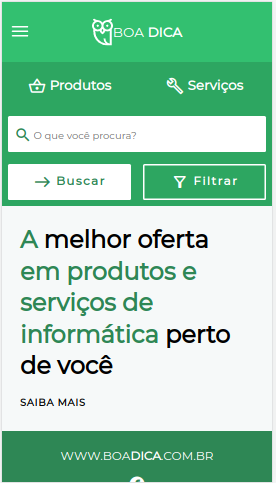 BOA DICA
Produtos Serviços
O que você procura?
Buscar Filtrar
A melhor oferta
em produtos e
serviços de
informática perto
de você
SAIBA MAIS
WWW.BOADICA.COM.BR